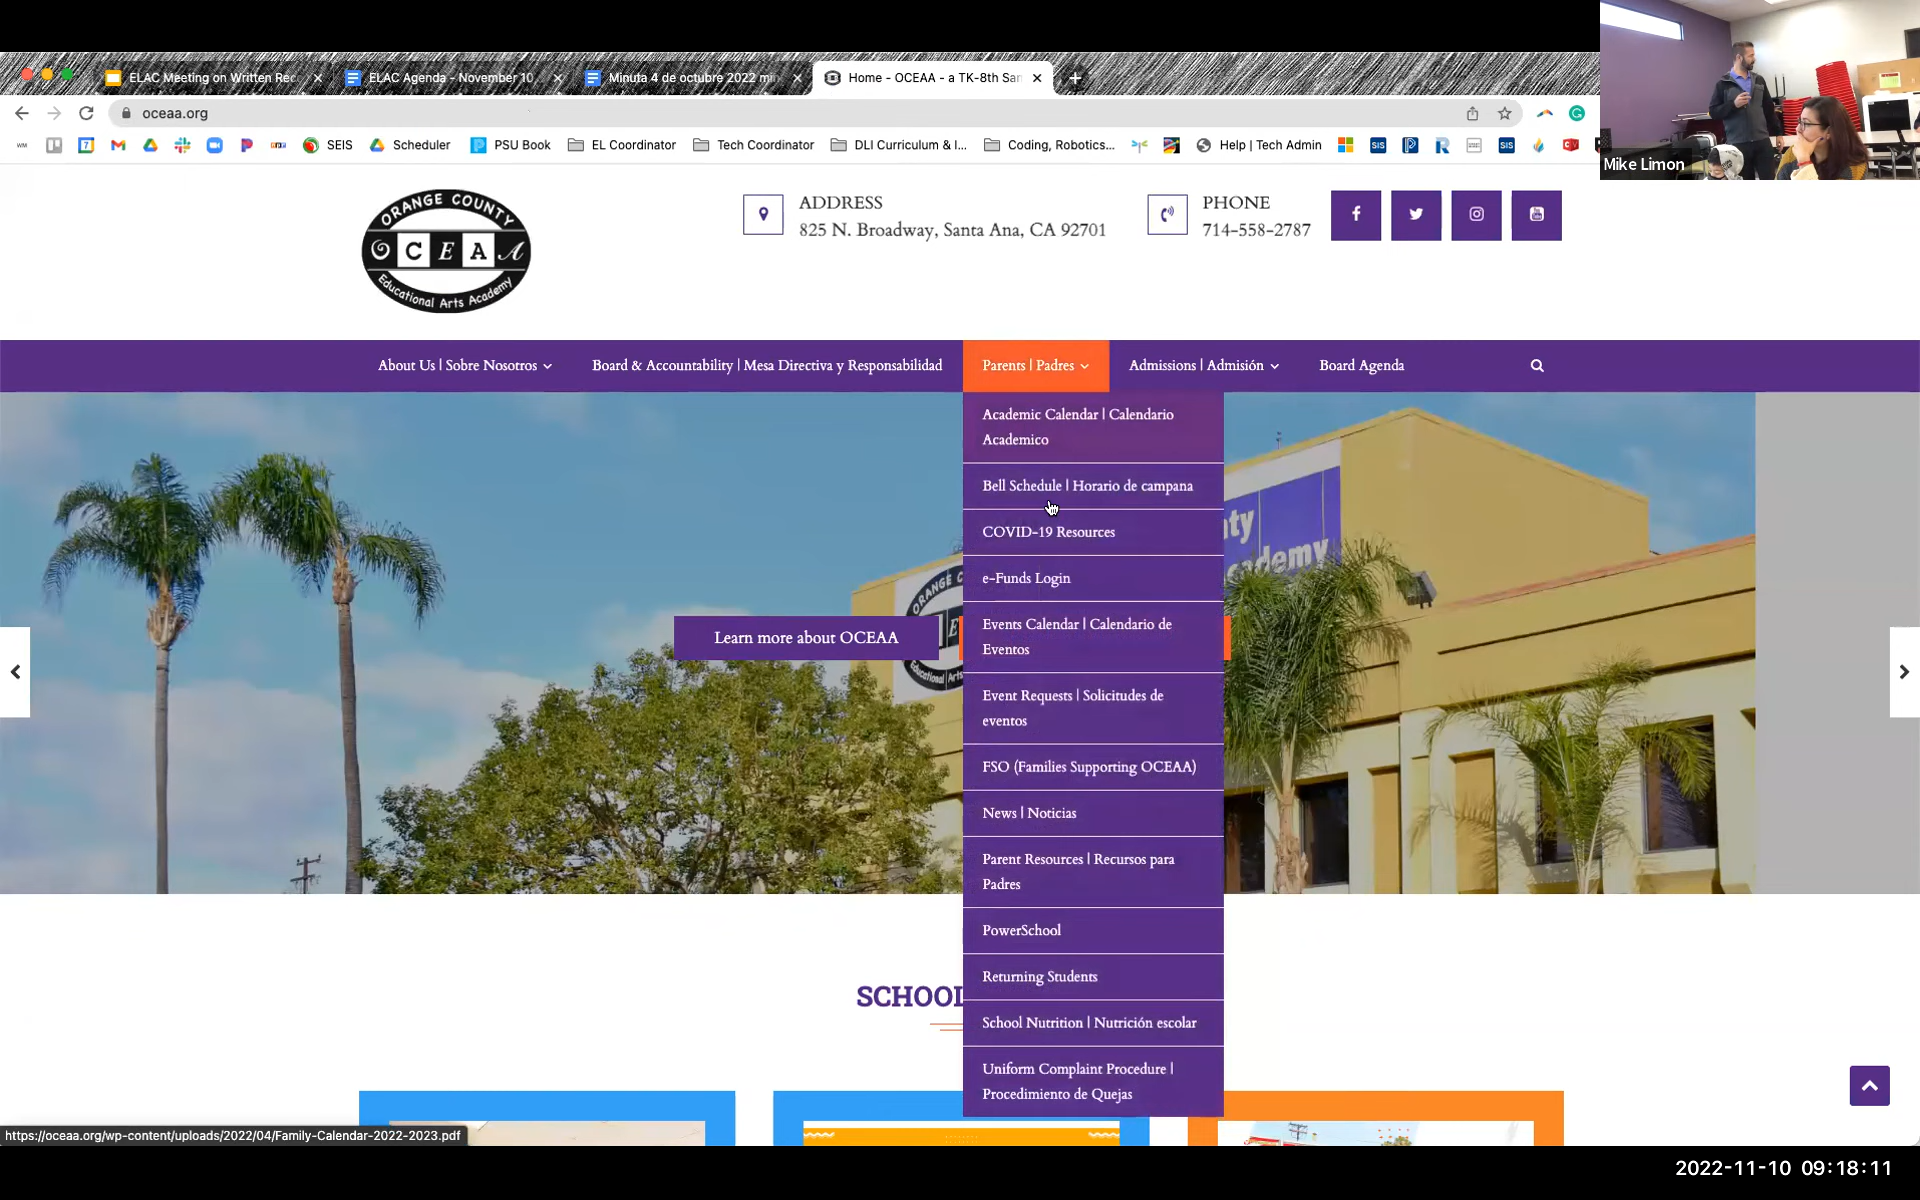 ELAC Meeting on Written Rec
ELAC Agenda - November 10
Minuta 4 de octubre 2022 min
Home - OCEAA - a TK-8th San
oceaa.org
SEIS
Scheduler
PSU Book
EL Coordinator
Tech Coordinator
DLI Curriculum & I...
Coding, Robotics...
Help | Tech Admin
Mike Limon
ORANGE COUNTY
OCEAA
Educational Arts Academy
ADDRESS
825 N. Broadway, Santa Ana, CA 92701
PHONE
714-558-2787
About Us | Sobre Nosotros
Board & Accountability | Mesa Directiva y Responsabilidad
Parents | Padres
Admissions | Admisión
Board Agenda
Academic Calendar | Calendario
Academico
Bell Schedule | Horario de campana
COVID-19 Resources
e-Funds Login
Events Calendar | Calendario de
Eventos
Event Requests | Solicitudes de
eventos
FSO (Families Supporting OCEAA)
News | Noticias
Parent Resources | Recursos para
Padres
PowerSchool
Returning Students
School Nutrition | Nutrición escolar
Uniform Complaint Procedure |
Procedimiento de Quejas
Learn more about OCEAA
SCHOOL
https://oceaa.org/wp-content/uploads/2022/04/Family-Calendar-2022-2023.pdf
2022-11-10 09:18:11